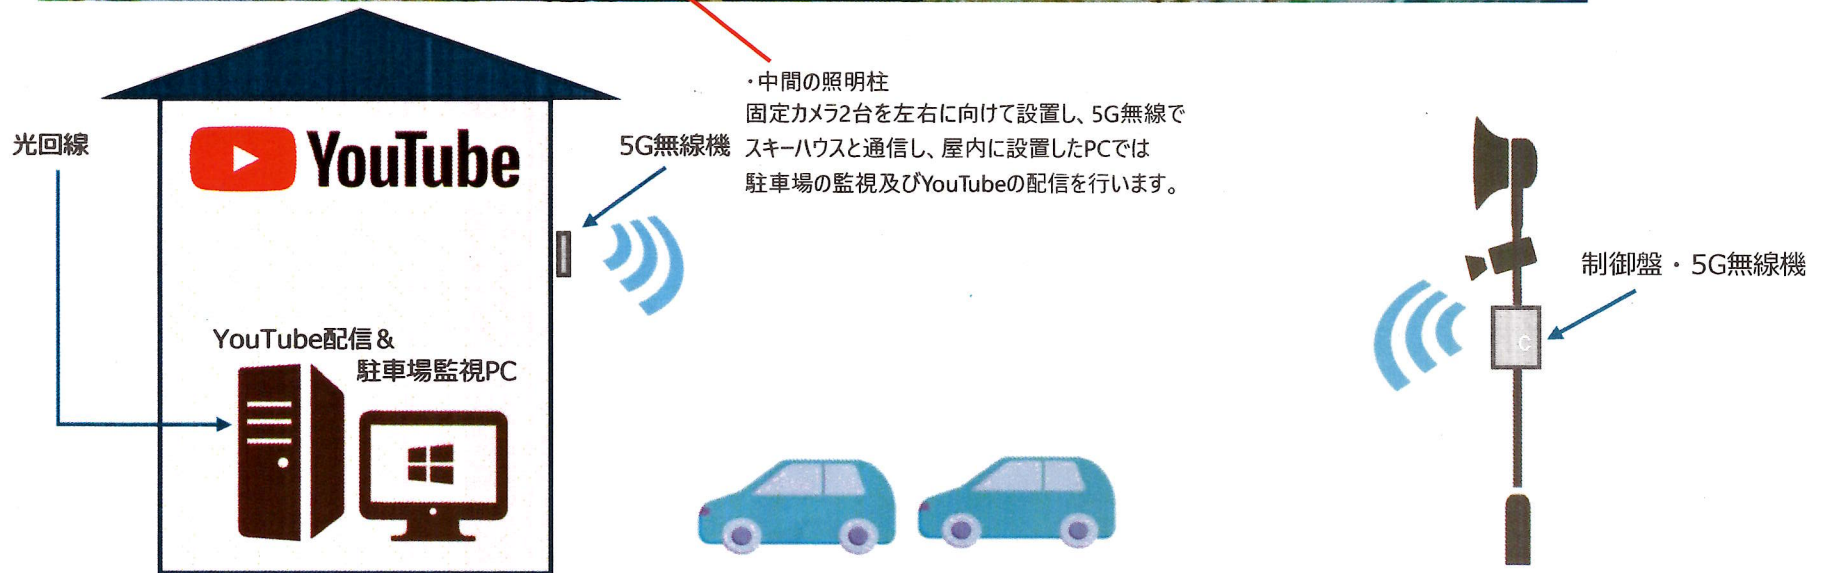 ・中間の照明柱
固定カメラ2台を左右に向けて設置し、5G無線で
スキーハウスと通信し、屋内に設置したPCでは
駐車場の監視及びYouTubeの配信を行います。
光回線
YouTube
5G無線機
制御盤・5G無線機
C
YouTube配信&
駐車場監視PC